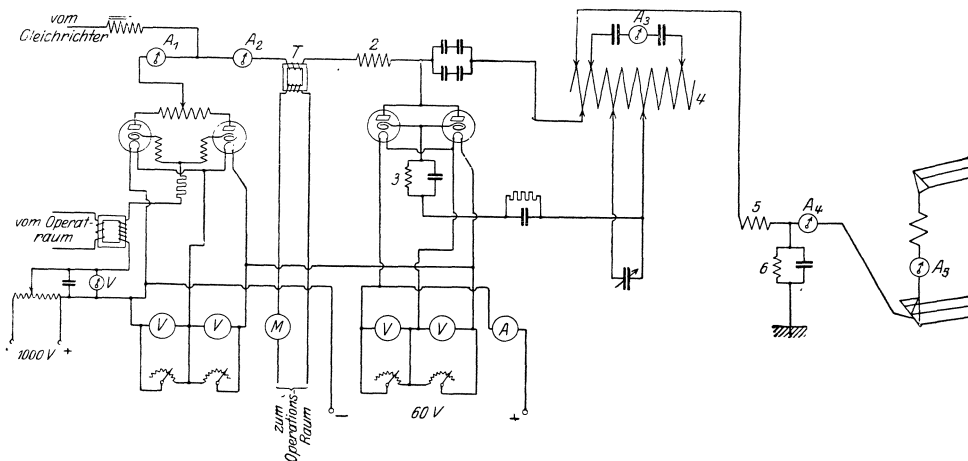 vom
Gleichrichter
A1
A2
T
2
A3
4
3
vom Operat-
raum
V
5
A4
6
A5
1000 V
+
V
V
M
V
V
A
60 V
−
+
zum
Operations-
Raum